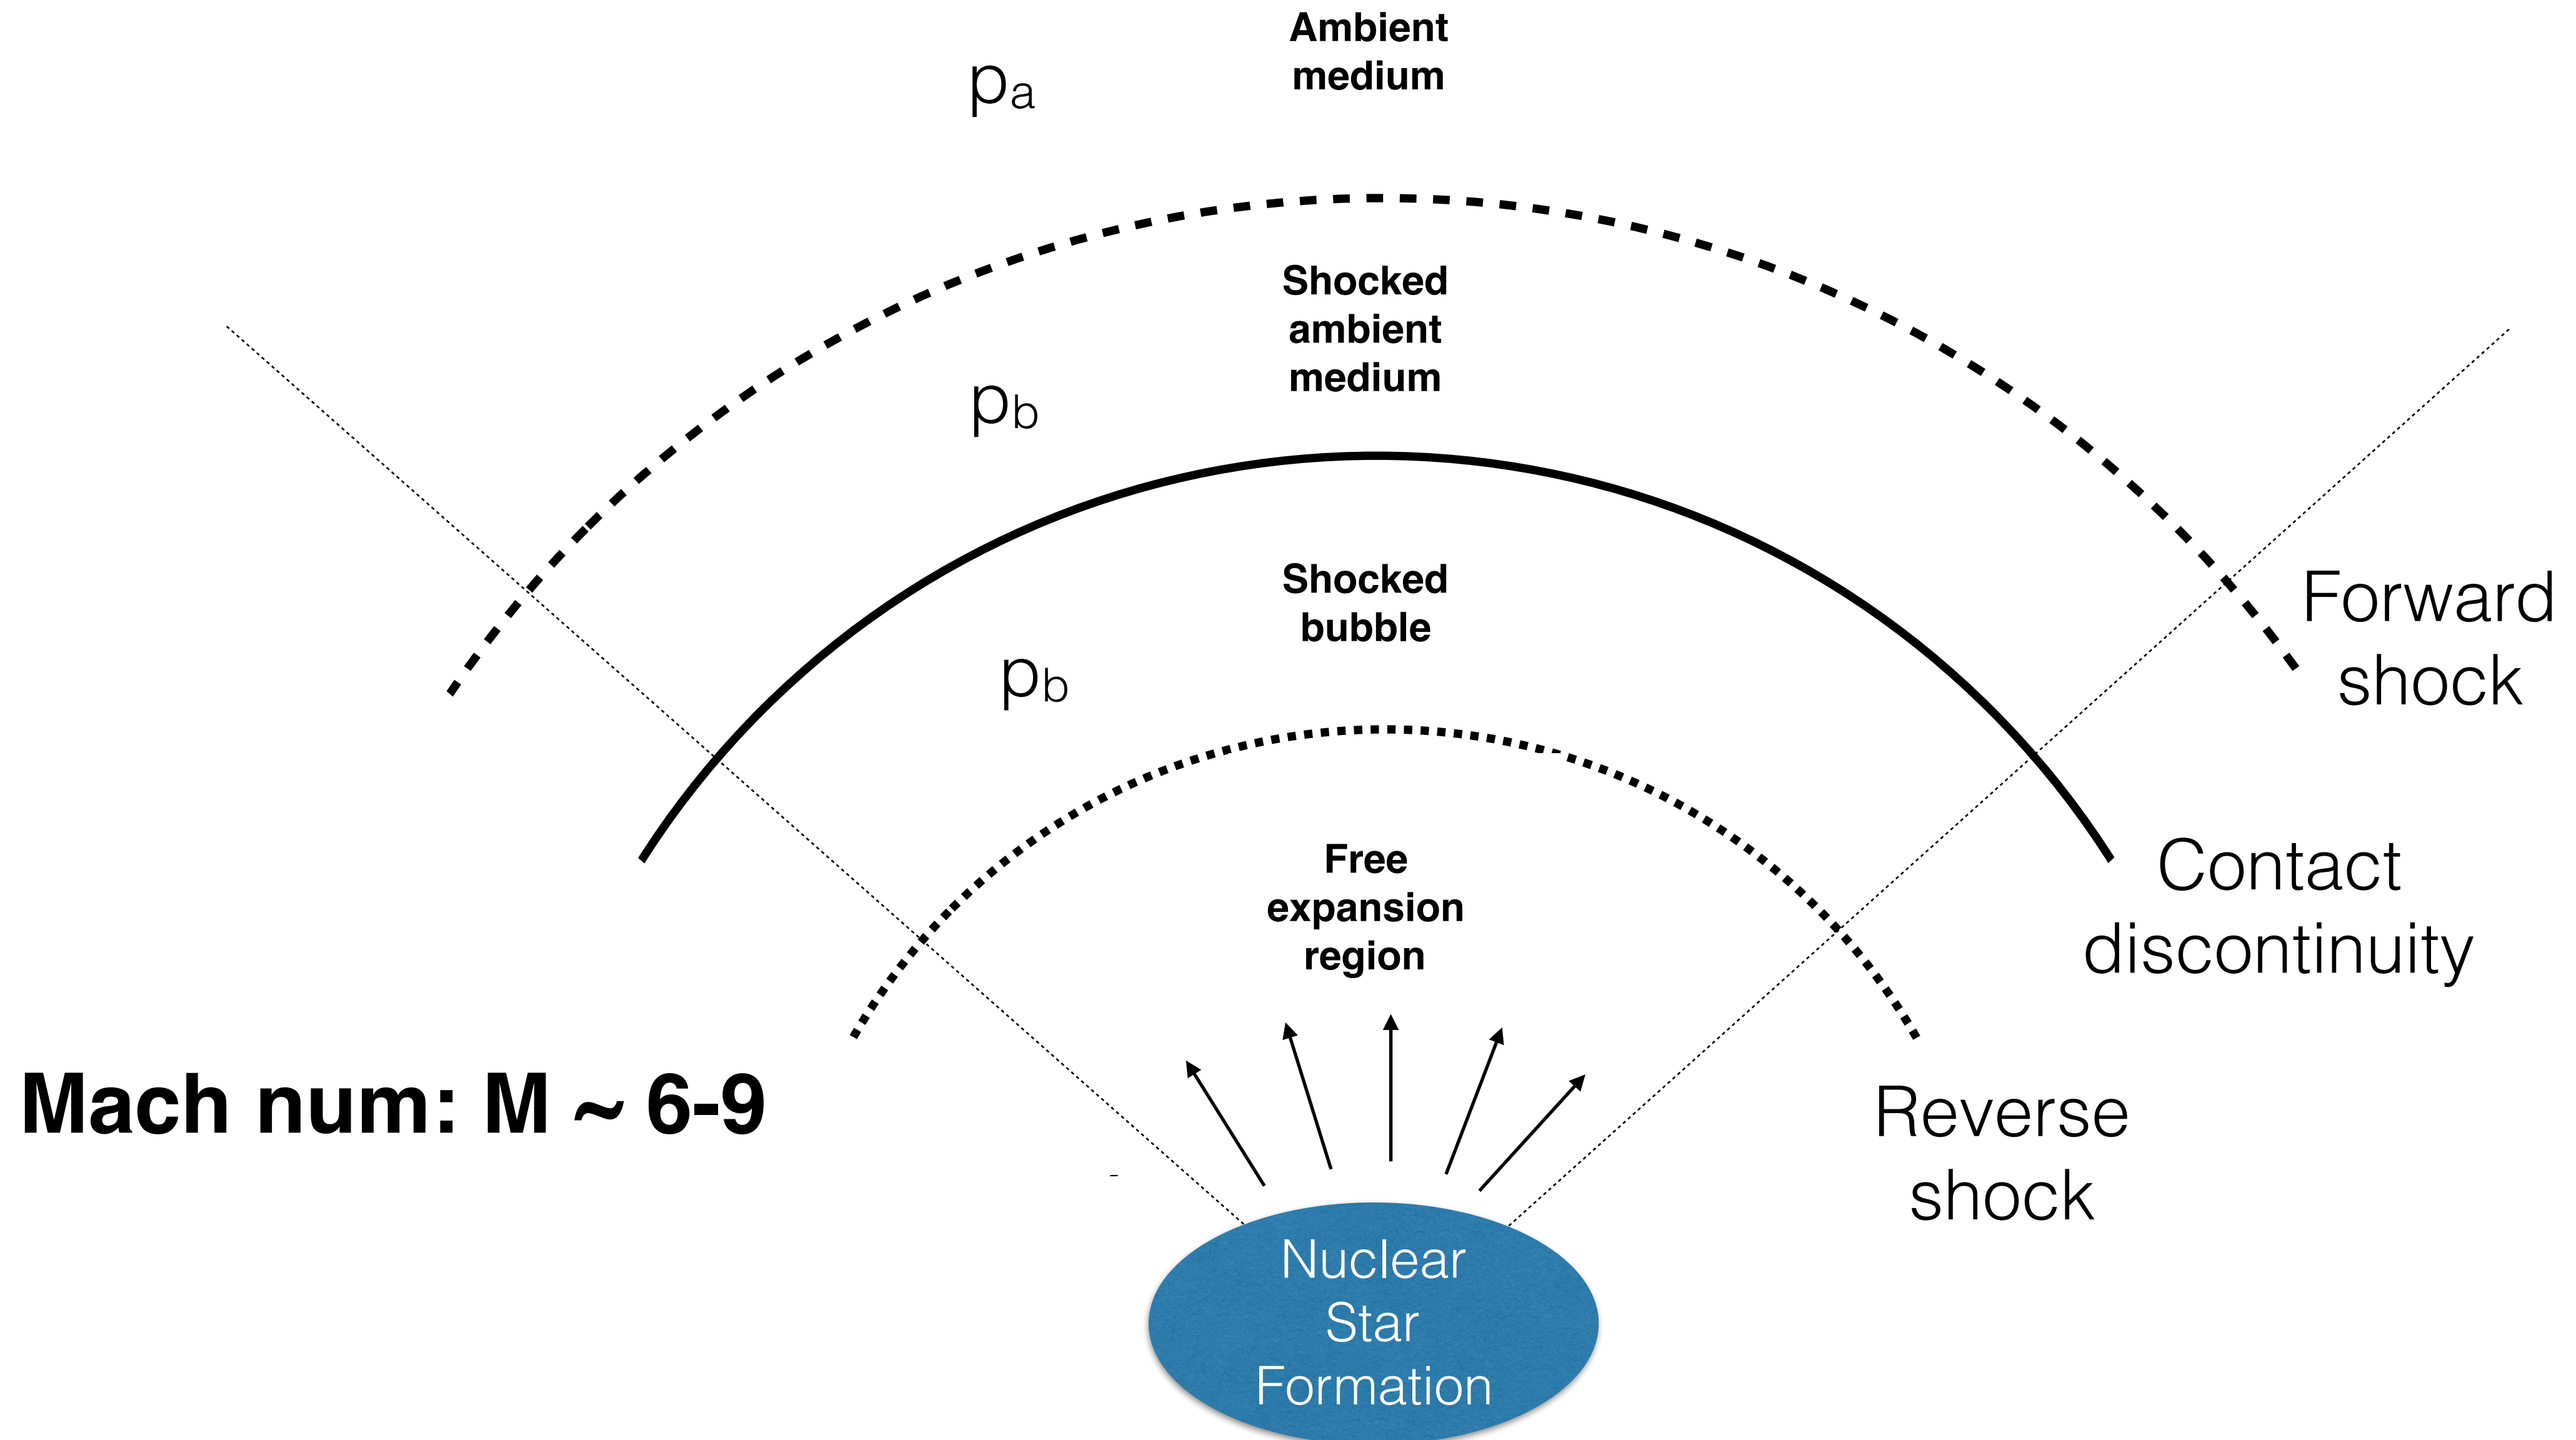 Ambient
medium
pa
Shocked
ambient
medium
pb
Shocked
bubble
pb
Forward
shock
Free
expansion
region
Contact
discontinuity
Mach num: M ~ 6-9
Reverse
shock
-
Nuclear
Star
Formation